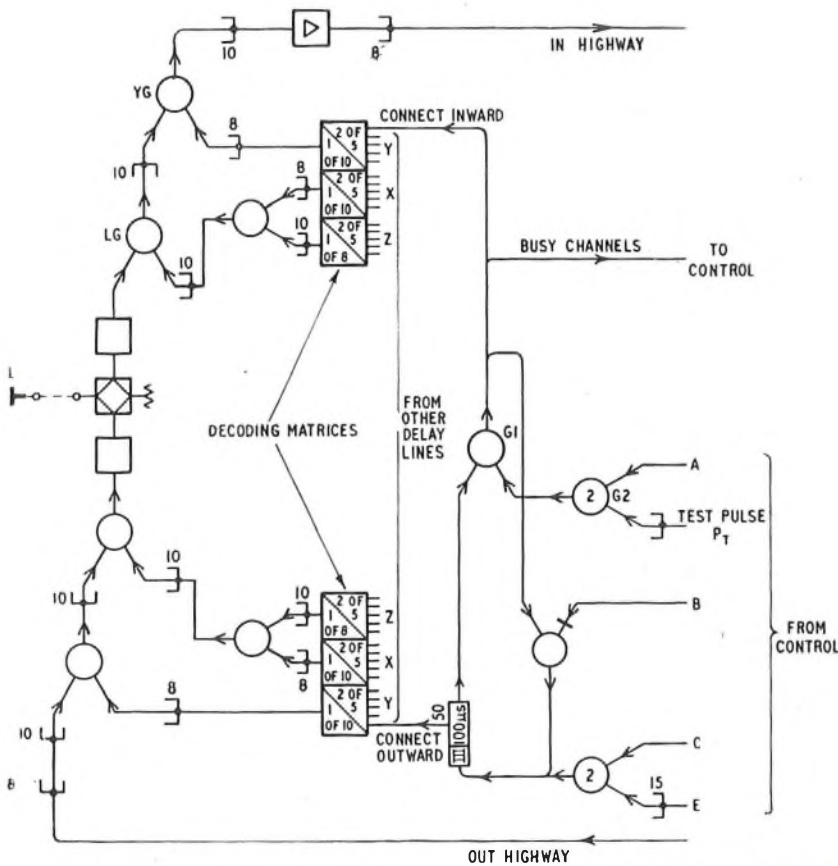 10
8
IN HIGHWAY
YG
8
CONNECT INWARD
2 OF 5
1 OF 10
Y
8
2 OF 5
1 OF 10
X
10
2 OF 5
1 OF 8
Z
10
LG
10
BUSY CHANNELS
TO CONTROL
L
DECODING MATRICES
FROM OTHER DELAY LINES
G1
A
2
G2
TEST PULSE
PT
B
FROM CONTROL
10
10
10
2 OF 5
1 OF 8
Z
8
2 OF 5
1 OF 10
X
8
2 OF 5
1 OF 10
Y
50
100µs
III
CONNECT OUTWARD
C
2
15
E
10
8
OUT HIGHWAY